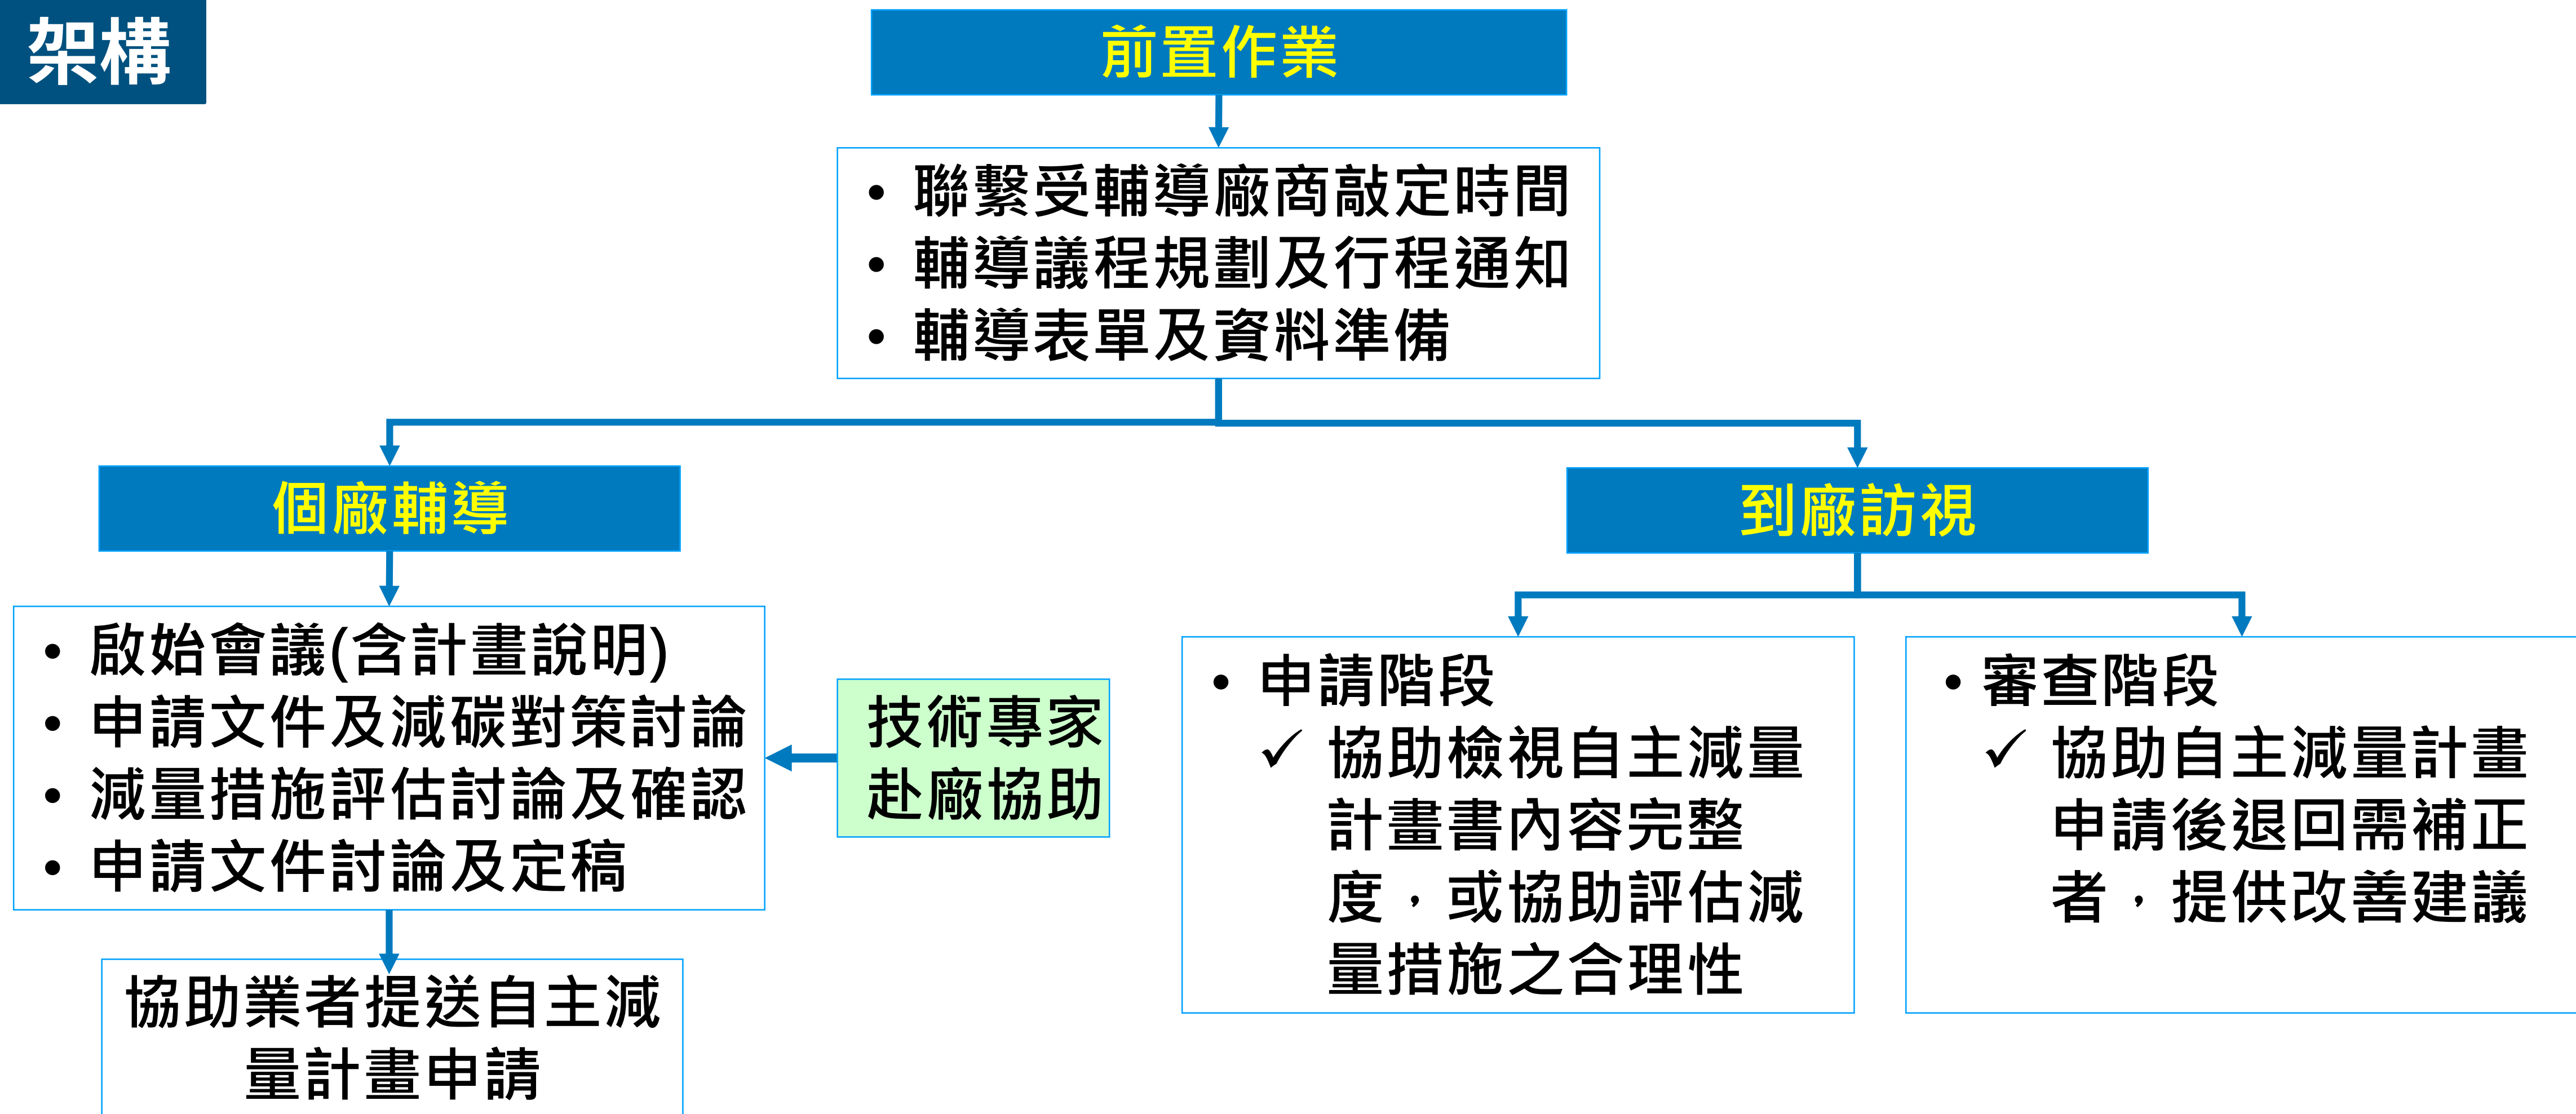 架構
前置作業
• 聯繫受輔導廠商敲定時間
• 輔導議程規劃及行程通知
• 輔導表單及資料準備
個廠輔導
• 啟始會議(含計畫說明)
• 申請文件及減碳對策討論
• 減量措施評估討論及確認
• 申請文件討論及定稿
技術專家
赴廠協助
協助業者提送自主減
量計畫申請
到廠訪視
• 申請階段
✓ 協助檢視自主減量
計畫書內容完整
度，或協助評估減
量措施之合理性
• 審查階段
✓ 協助自主減量計畫
申請後退回需補正
者，提供改善建議